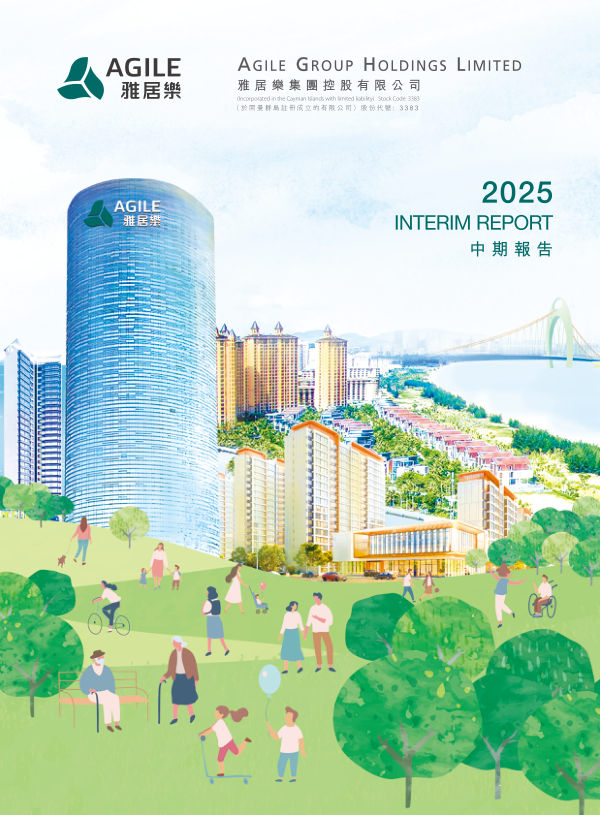 AGILE
雅居樂
AGILE GROUP HOLDINGS LIMITED
雅居樂集團控股有限公司
(Incorporated in the Cayman Islands with limited liability) Stock Code: 3383
(於開曼群島註冊成立的有限公司) 股份代號: 3383
AGILE
雅居樂
2025
INTERIM REPORT
中期報告